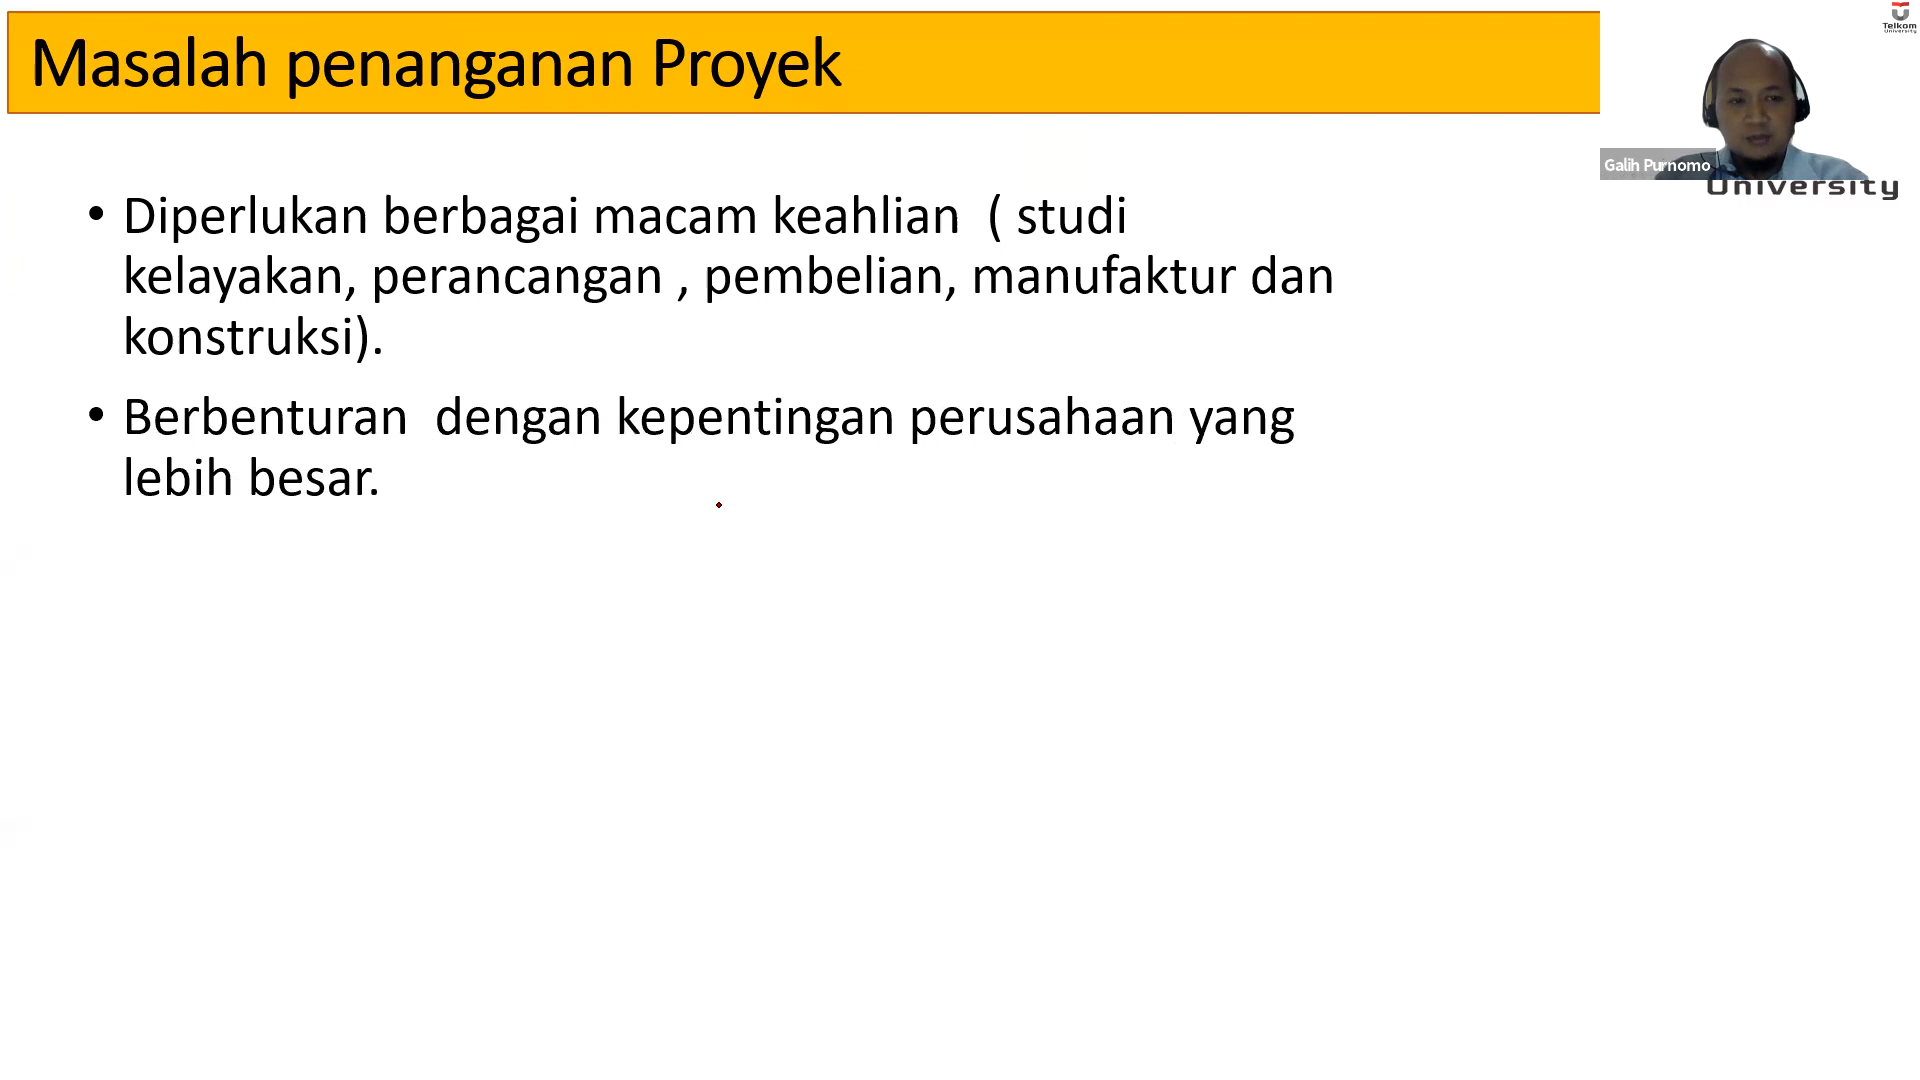 Masalah penanganan Proyek
Telkom
University
Galih Purnomo
University
• Diperlukan berbagai macam keahlian  ( studi
kelayakan, perancangan , pembelian, manufaktur dan
konstruksi).
• Berbenturan  dengan kepentingan perusahaan yang
lebih besar.